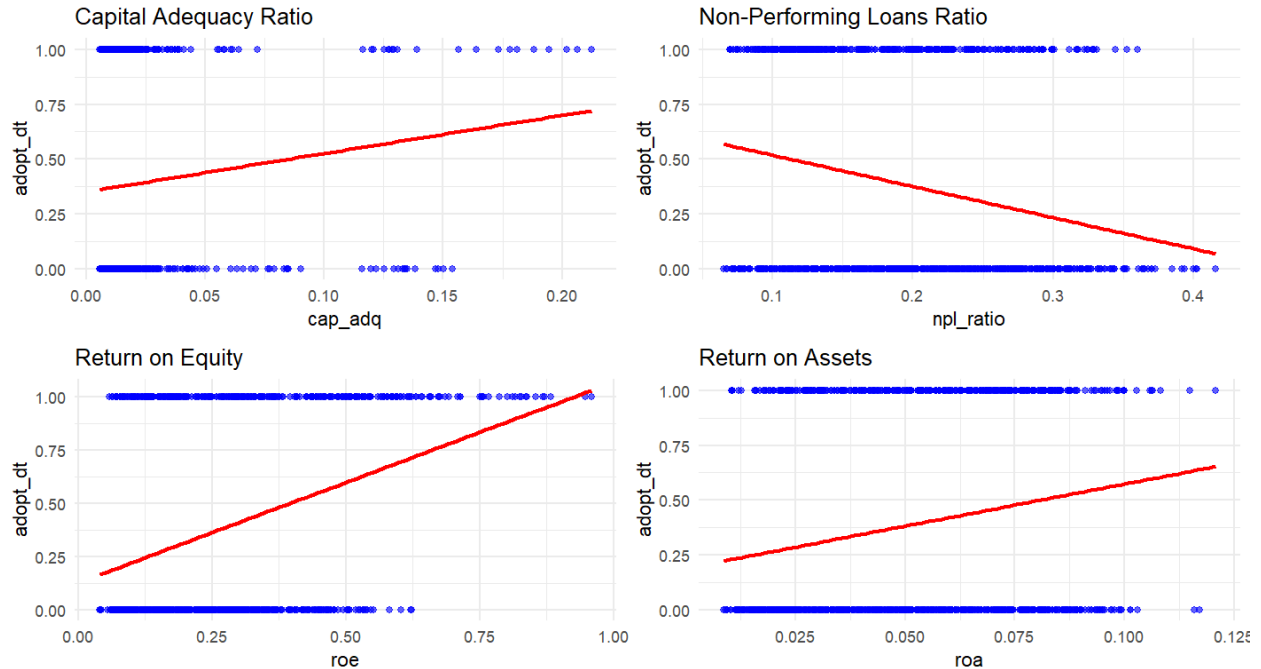 Capital Adequacy Ratio
1.00
0.75
0.50
0.25
0.00
adopt_dt
0.00 0.05 0.10 0.15 0.20
cap_adq
Non-Performing Loans Ratio
1.00
0.75
0.50
0.25
0.00
adopt_dt
0.1 0.2 0.3 0.4
npl_ratio
Return on Equity
1.00
0.75
0.50
0.25
0.00
adopt_dt
0.00 0.25 0.50 0.75 1.00
roe
Return on Assets
1.00
0.75
0.50
0.25
0.00
adopt_dt
0.025 0.050 0.075 0.100 0.125
roa